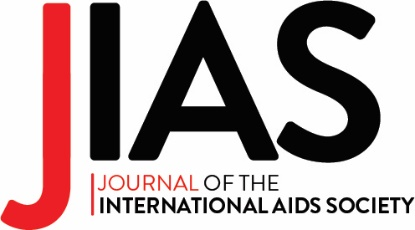 JIAS
JOURNAL OF THE
INTERNATIONAL AIDS SOCIETY